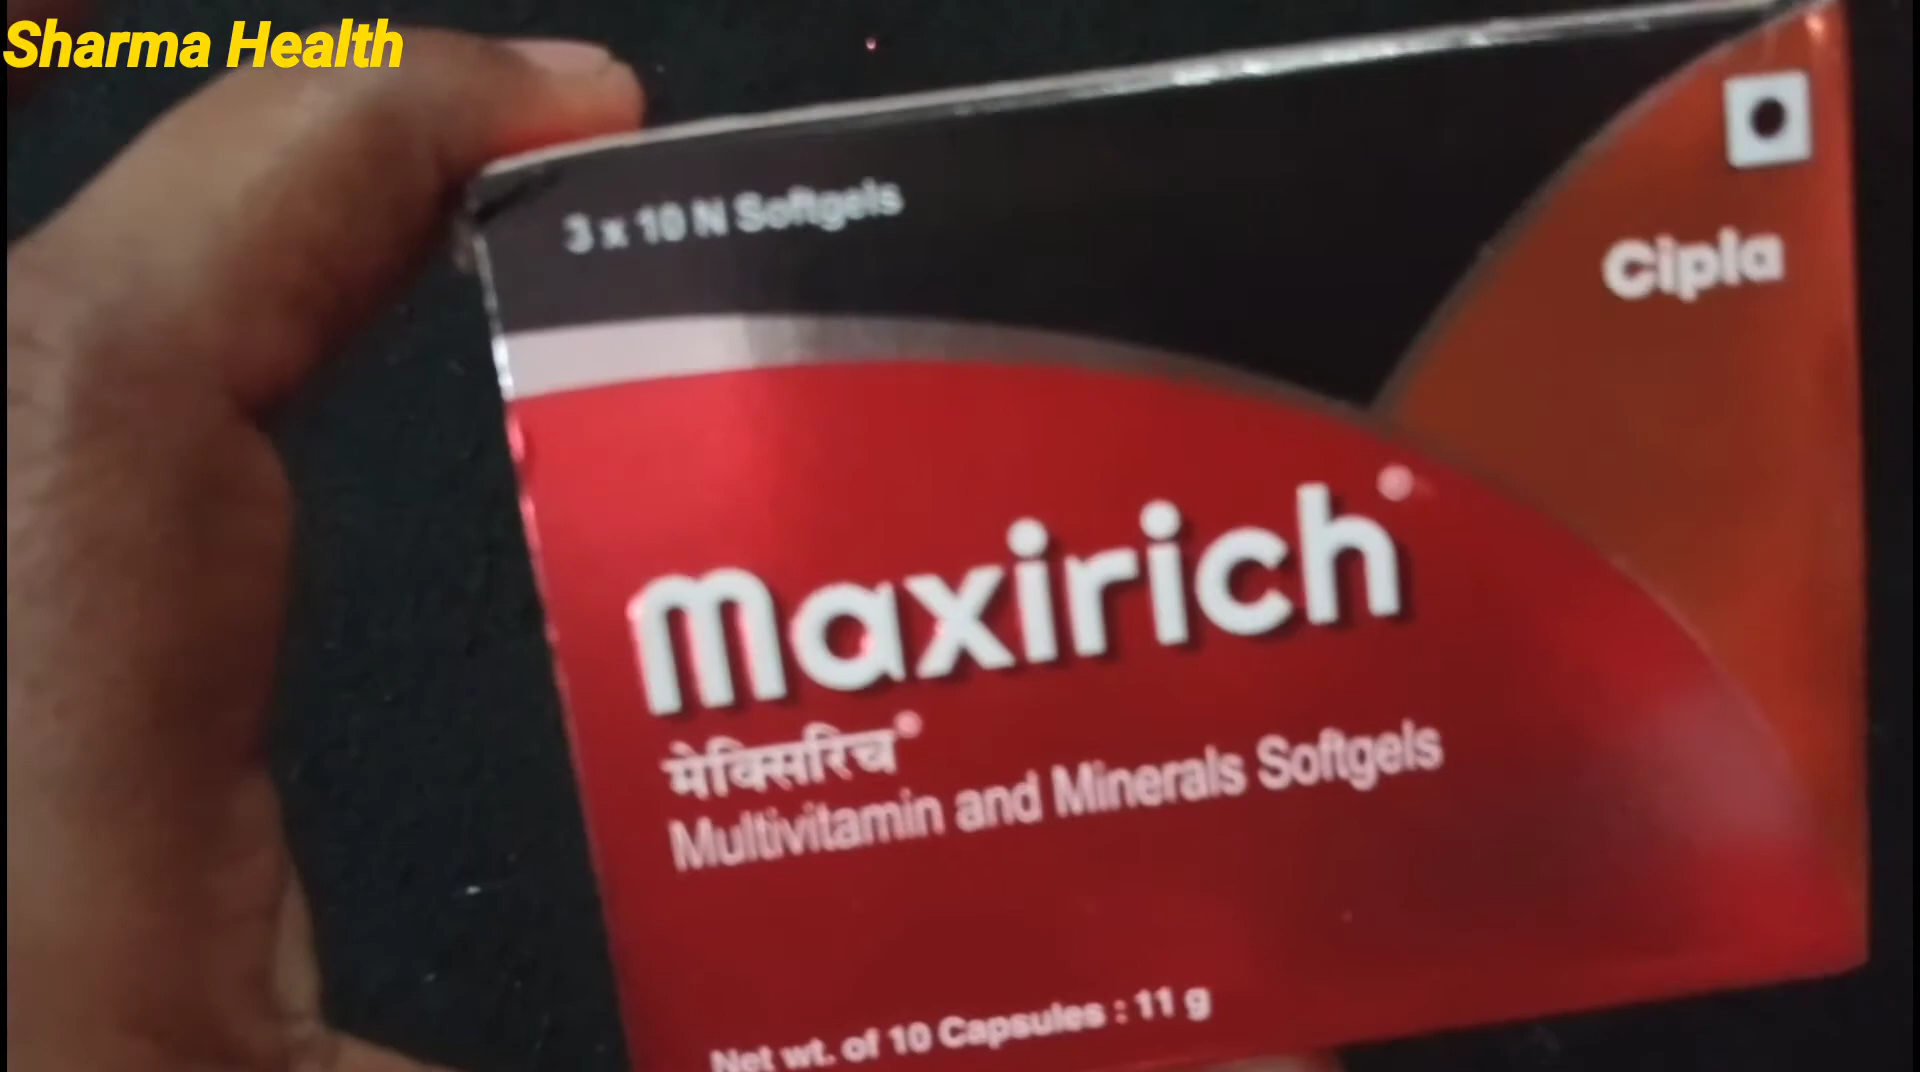 Sharma Health
3 x 10 N Softgels
Cipla
Maxirich
मेक्सिरिच
Multivitamin and Minerals Softgels
Net wt. of 10 Capsules : 11 g